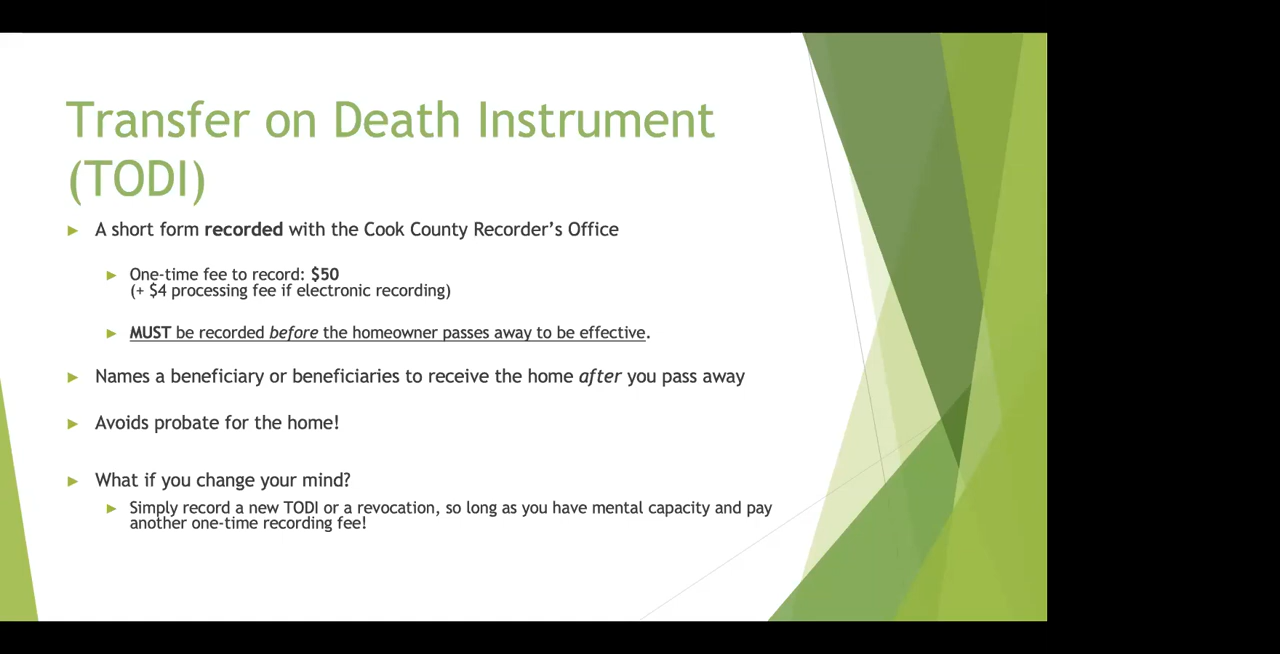 Transfer on Death Instrument
(TODI)
A short form recorded with the Cook County Recorder’s Office
One-time fee to record: $50
(+ $4 processing fee if electronic recording)
MUST be recorded before the homeowner passes away to be effective.
Names a beneficiary or beneficiaries to receive the home after you pass away
Avoids probate for the home!
What if you change your mind?
Simply record a new TODI or a revocation, so long as you have mental capacity and pay
another one-time recording fee!